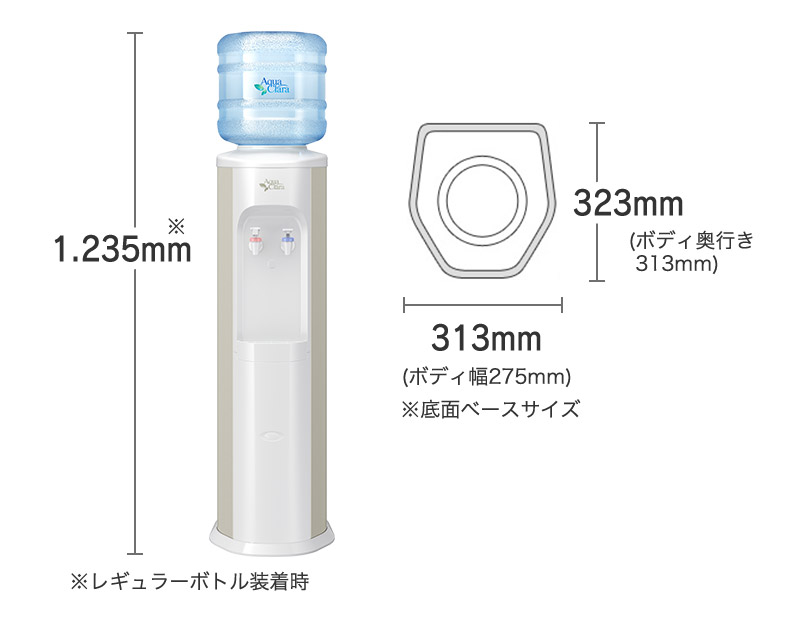 Aqua
Clara
Aqua
Clara
※
1.235mm
※レギュラーボトル装着時
323mm
(ボディ奥行き
313mm)
313mm
(ボディ幅275mm)
※底面ベースサイズ